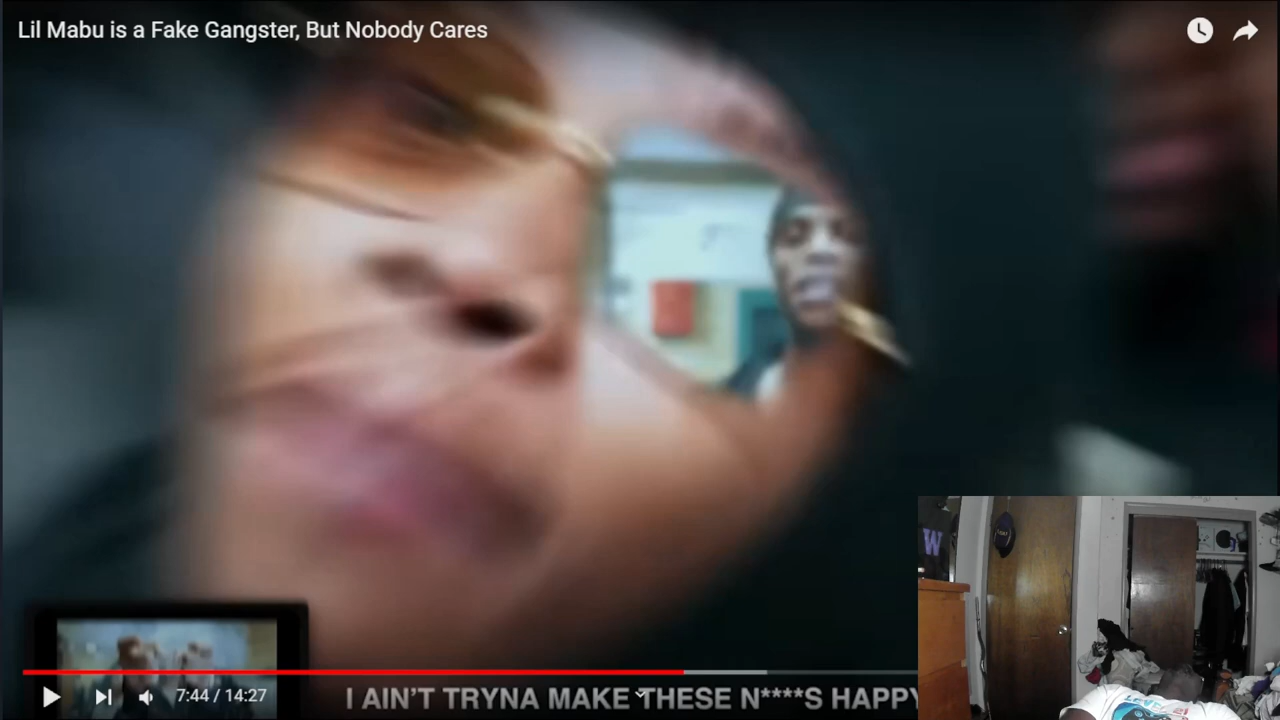 Lil Mabu is a Fake Gangster, But Nobody Cares
W
7:44 / 14:27
I AIN'T TRYNA MAKE THESE N****S HAPPY